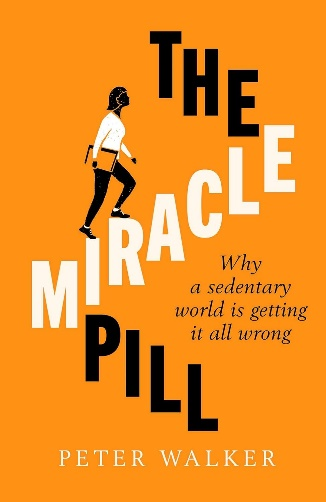 THE
MIRACLE
PILL
Why
a sedentary
world is getting
it all wrong
PETER WALKER